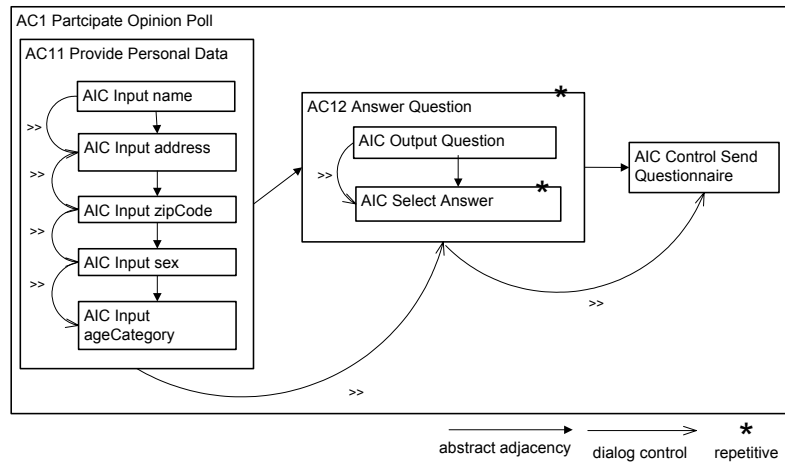 AC1 Partcipate Opinion Poll
AC11 Provide Personal Data
AIC Input name
>>
AIC Input address
>>
AIC Input zipCode
>>
AIC Input sex
>>
AIC Input
ageCategory
*
AC12 Answer Question
AIC Output Question
>>
*
AIC Select Answer
AIC Control Send
Questionnaire
>>
>>
abstract adjacency
dialog control
*
repetitive